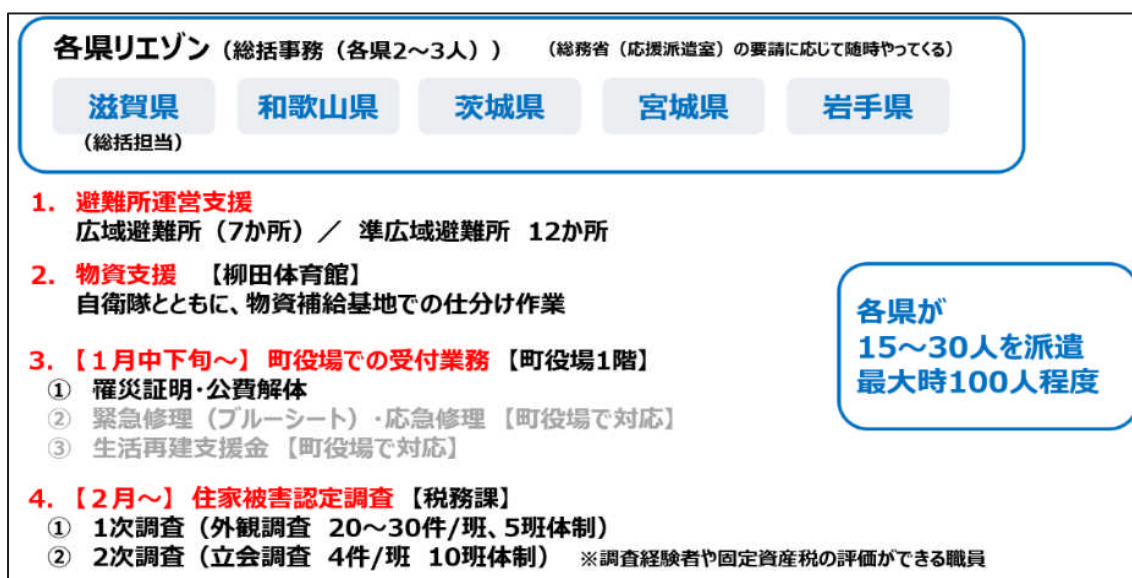 各県リエゾン（総括事務（各県2～3人）） （総務省（応援派遣室）の要請に応じて随時やってくる）
滋賀県 和歌山県 茨城県 宮城県 岩手県
（総括担当）
1. 避難所運営支援
広域避難所（7か所）／ 準広域避難所 12か所
2. 物資支援 【柳田体育館】
自衛隊とともに、物資補給基地での仕分け作業
各県が
15～30人を派遣
最大時100人程度
3. 【１月中下旬～】町役場での受付業務【町役場1階】
① 罹災証明・公費解体
② 緊急修理（ブルーシート）・応急修理【町役場で対応】
③ 生活再建支援金【町役場で対応】
4. 【２月～】住家被害認定調査【税務課】
① 1次調査（外観調査 20～30件/班、5班体制）
② 2次調査（立会調査 4件/班 10班体制） ※調査経験者や固定資産税の評価ができる職員